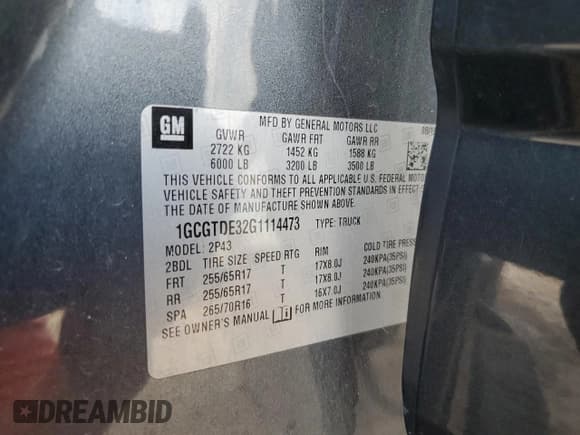 GM
MFD BY GENERAL MOTORS LLC
GVWR GAWR FRT GAWR RR
2722 KG 1452 KG 1588 KG
6000 LB 3200 LB 3500 LB
THIS VEHICLE CONFORMS TO ALL APPLICABLE U.S. FEDERAL MOTO
VEHICLE SAFETY AND THEFT PREVENTION STANDARDS IN EFFECT
DATE OF MANUFACTURE SHOWN ABOVE.
1GCGTDE32G1114473 TYPE: TRUCK
MODEL: 2P43
2BDL TIRE SIZE SPEED RTG RIM COLD TIRE PRESS
FRT 255/65R17 T 17X8.0J 240KPA(35PSI)
RR 255/65R17 T 17X8.0J 240KPA(35PSI)
SPA 265/70R16 T 16X7.0J 240KPA(35PSI)
SEE OWNER'S MANUAL FOR MORE INFORMATION.
DREAMBID